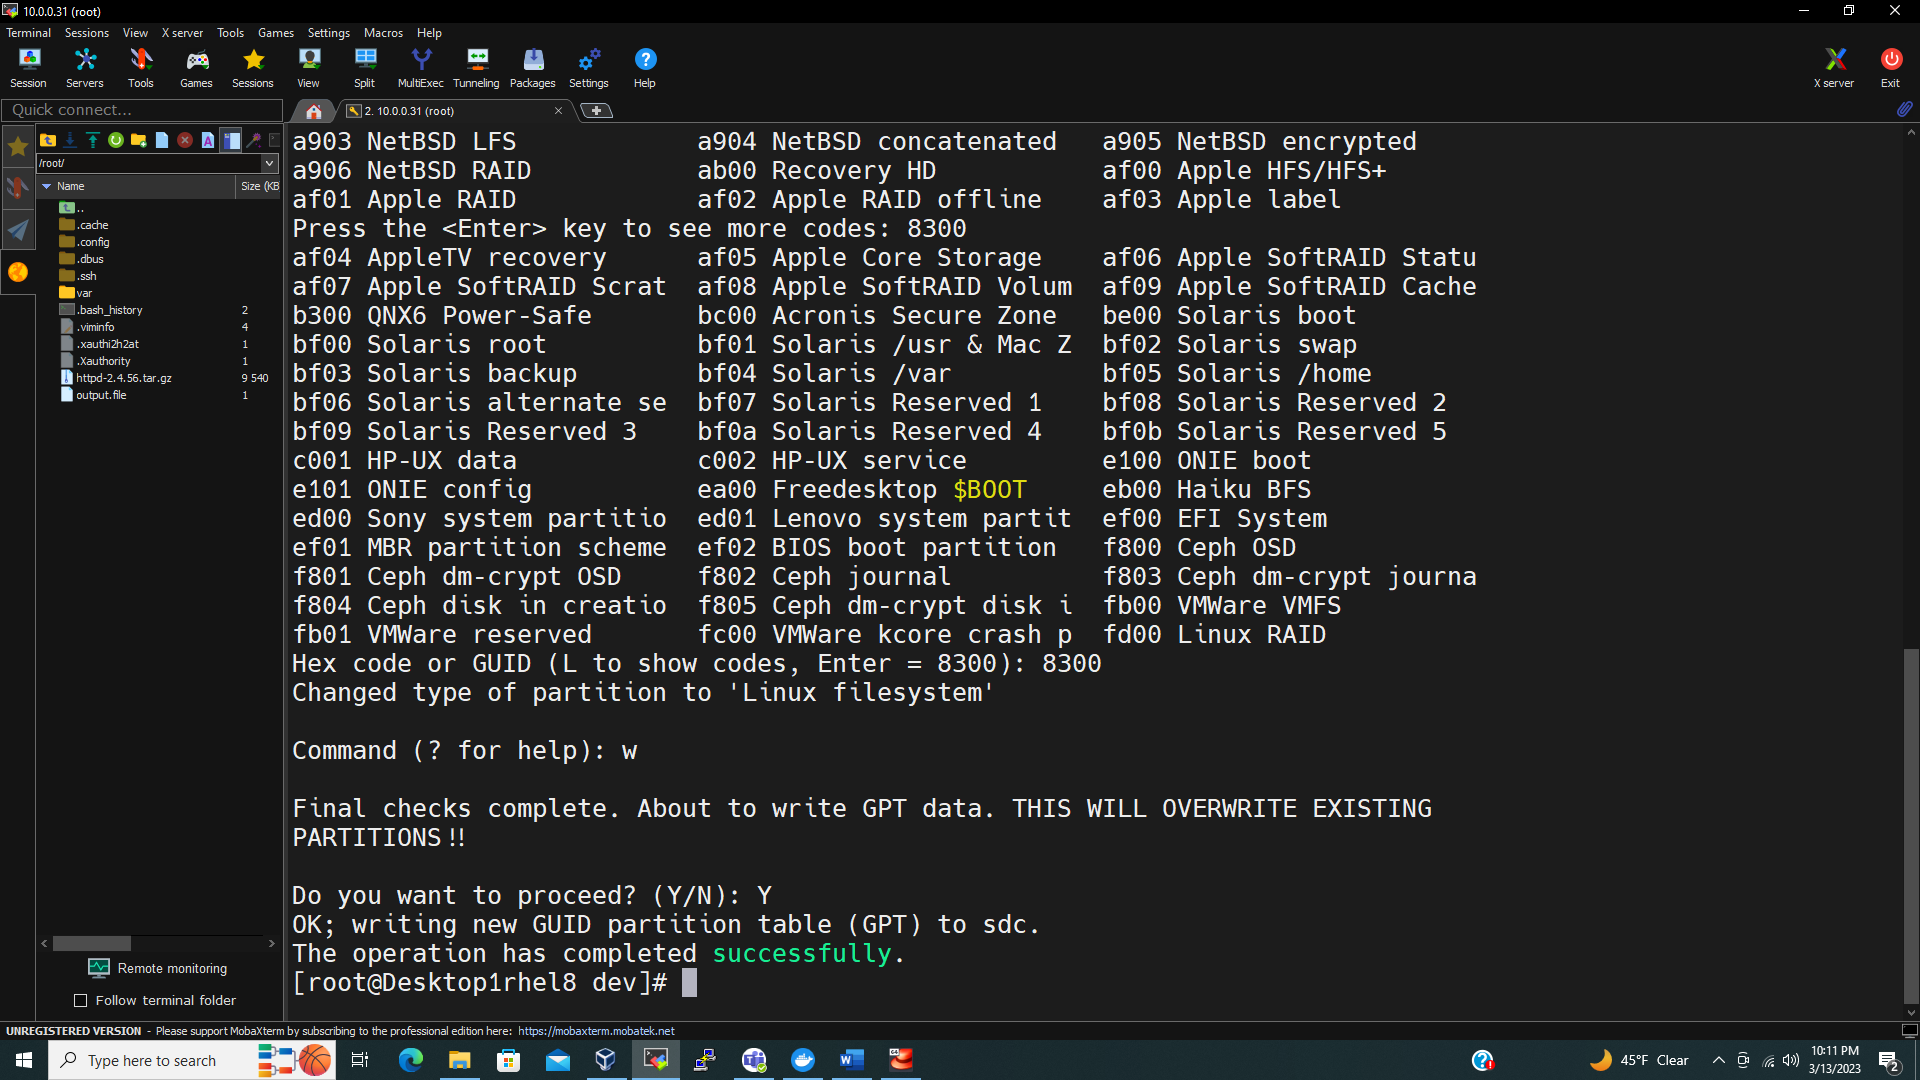 10.0.0.31 (root)
Terminal Sessions View X server Tools Games Settings Macros Help
Session Servers Tools Games Sessions View Split MultiExec Tunneling Packages Settings Help X server Exit
Quick connect...
2. 10.0.0.31 (root)
/root/
Name Size (KB
..
.cache
.config
.dbus
.ssh
var
.bash_history 2
.viminfo 4
.xauthi2h2at 1
.Xauthority 1
httpd-2.4.56.tar.gz 9 540
output.file 1
Remote monitoring
Follow terminal folder
a903 NetBSD LFS a904 NetBSD concatenated a905 NetBSD encrypted
a906 NetBSD RAID ab00 Recovery HD af00 Apple HFS/HFS+
af01 Apple RAID af02 Apple RAID offline af03 Apple label
Press the <Enter> key to see more codes: 8300
af04 AppleTV recovery af05 Apple Core Storage af06 Apple SoftRAID Statu
af07 Apple SoftRAID Scrat af08 Apple SoftRAID Volum af09 Apple SoftRAID Cache
b300 QNX6 Power-Safe bc00 Acronis Secure Zone be00 Solaris boot
bf00 Solaris root bf01 Solaris /usr & Mac Z bf02 Solaris swap
bf03 Solaris backup bf04 Solaris /var bf05 Solaris /home
bf06 Solaris alternate se bf07 Solaris Reserved 1 bf08 Solaris Reserved 2
bf09 Solaris Reserved 3 bf0a Solaris Reserved 4 bf0b Solaris Reserved 5
c001 HP-UX data c002 HP-UX service e100 ONIE boot
e101 ONIE config ea00 Freedesktop $BOOT eb00 Haiku BFS
ed00 Sony system partitio ed01 Lenovo system partit ef00 EFI System
ef01 MBR partition scheme ef02 BIOS boot partition f800 Ceph OSD
f801 Ceph dm-crypt OSD f802 Ceph journal f803 Ceph dm-crypt journa
f804 Ceph disk in creatio f805 Ceph dm-crypt disk i fb00 VMWare VMFS
fb01 VMWare reserved fc00 VMWare kcore crash p fd00 Linux RAID
Hex code or GUID (L to show codes, Enter = 8300): 8300
Changed type of partition to 'Linux filesystem'
Command (? for help): w
Final checks complete. About to write GPT data. THIS WILL OVERWRITE EXISTING
PARTITIONS!!
Do you want to proceed? (Y/N): Y
OK; writing new GUID partition table (GPT) to sdc.
The operation has completed successfully.
[root@Desktop1rhel8 dev]#
UNREGISTERED VERSION - Please support MobaXterm by subscribing to the professional edition here: https://mobaxterm.mobatek.net
Type here to search
45°F Clear
10:11 PM
3/13/2023
2